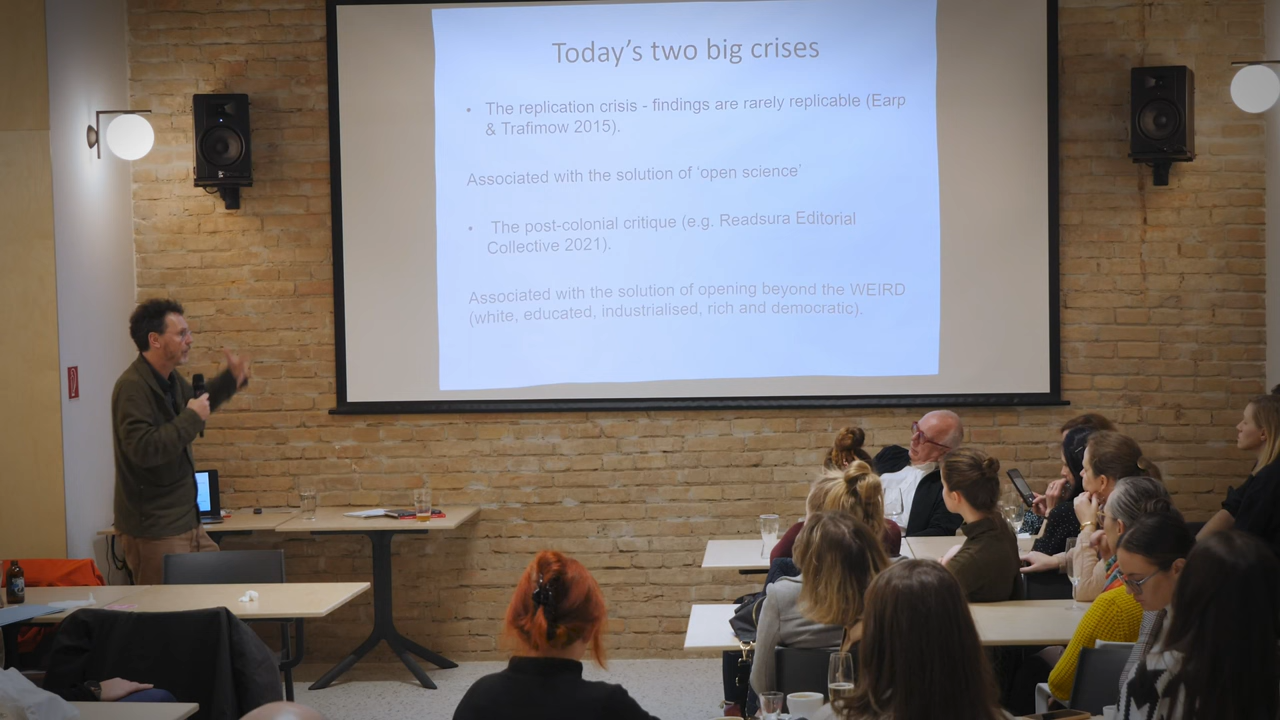 Today's two big crises
• The replication crisis - findings are rarely replicable (Earp
& Trafimow 2015).
Associated with the solution of 'open science'
• The post-colonial critique (e.g. Readsura Editorial
Collective 2021).
Associated with the solution of opening beyond the WEIRD
(white, educated, industrialised, rich and democratic).